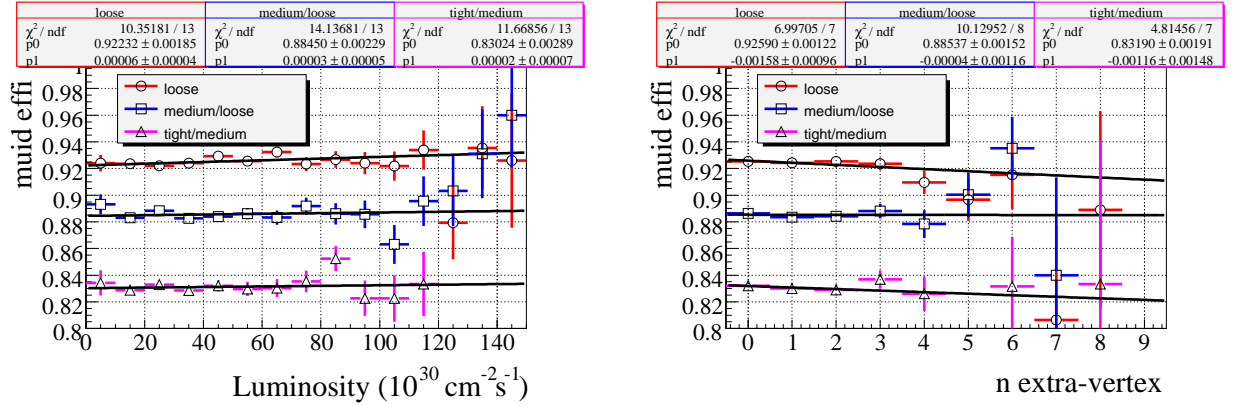 loose
χ2 / ndf 10.35181 / 13
p0 0.92232 ± 0.00185
p1 0.00006 ± 0.00004
medium/loose
χ2 / ndf 14.13681 / 13
p0 0.88450 ± 0.00229
p1 0.00003 ± 0.00005
tight/medium
χ2 / ndf 11.66856 / 13
p0 0.83024 ± 0.00289
p1 0.00002 ± 0.00007
muid effi
1
0.98
0.96
0.94
0.92
0.9
0.88
0.86
0.84
0.82
0.8
loose
medium/loose
tight/medium
0 20 40 60 80 100 120 140
Luminosity (10^30 cm^-2 s^-1)
loose
χ2 / ndf 6.99705 / 7
p0 0.92590 ± 0.00122
p1 -0.00158 ± 0.00096
medium/loose
χ2 / ndf 10.12952 / 8
p0 0.88537 ± 0.00152
p1 -0.00004 ± 0.00116
tight/medium
χ2 / ndf 4.81456 / 7
p0 0.83190 ± 0.00191
p1 -0.00116 ± 0.00148
muid effi
1
0.98
0.96
0.94
0.92
0.9
0.88
0.86
0.84
0.82
0.8
loose
medium/loose
tight/medium
0 1 2 3 4 5 6 7 8 9
n extra-vertex